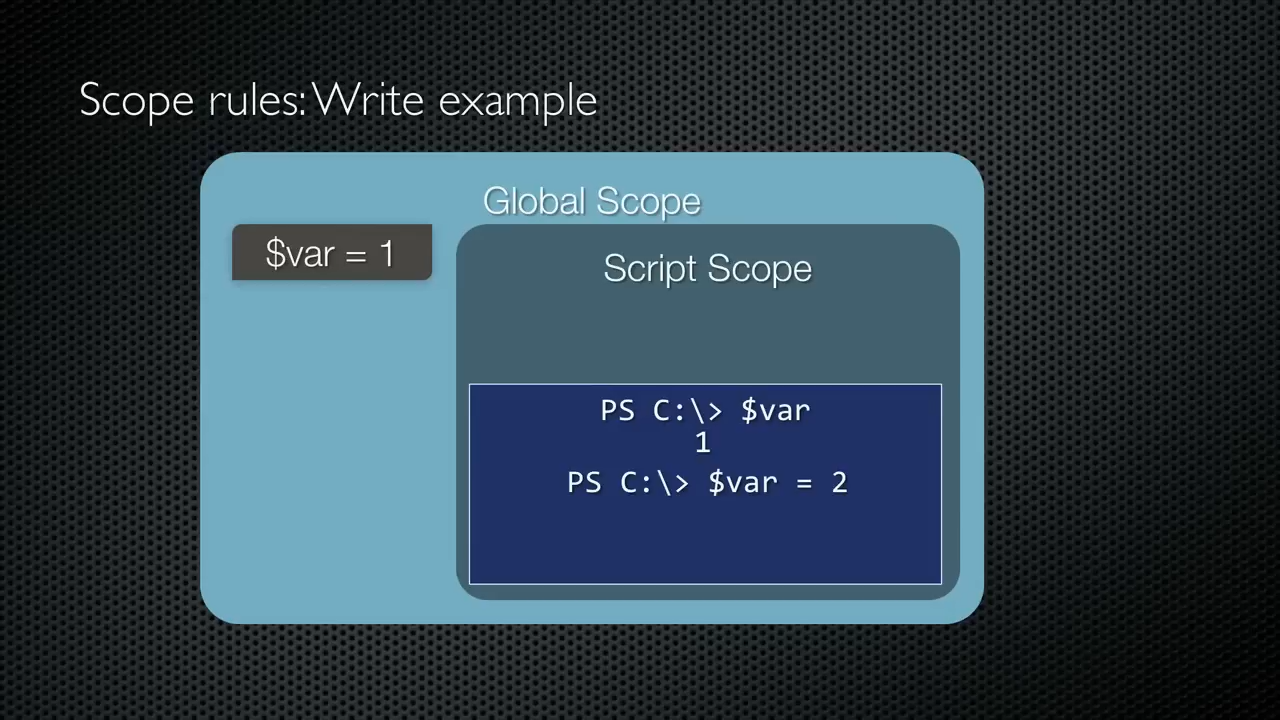 Scope rules: Write example
Global Scope
$var = 1
Script Scope
PS C:\> $var
1
PS C:\> $var = 2